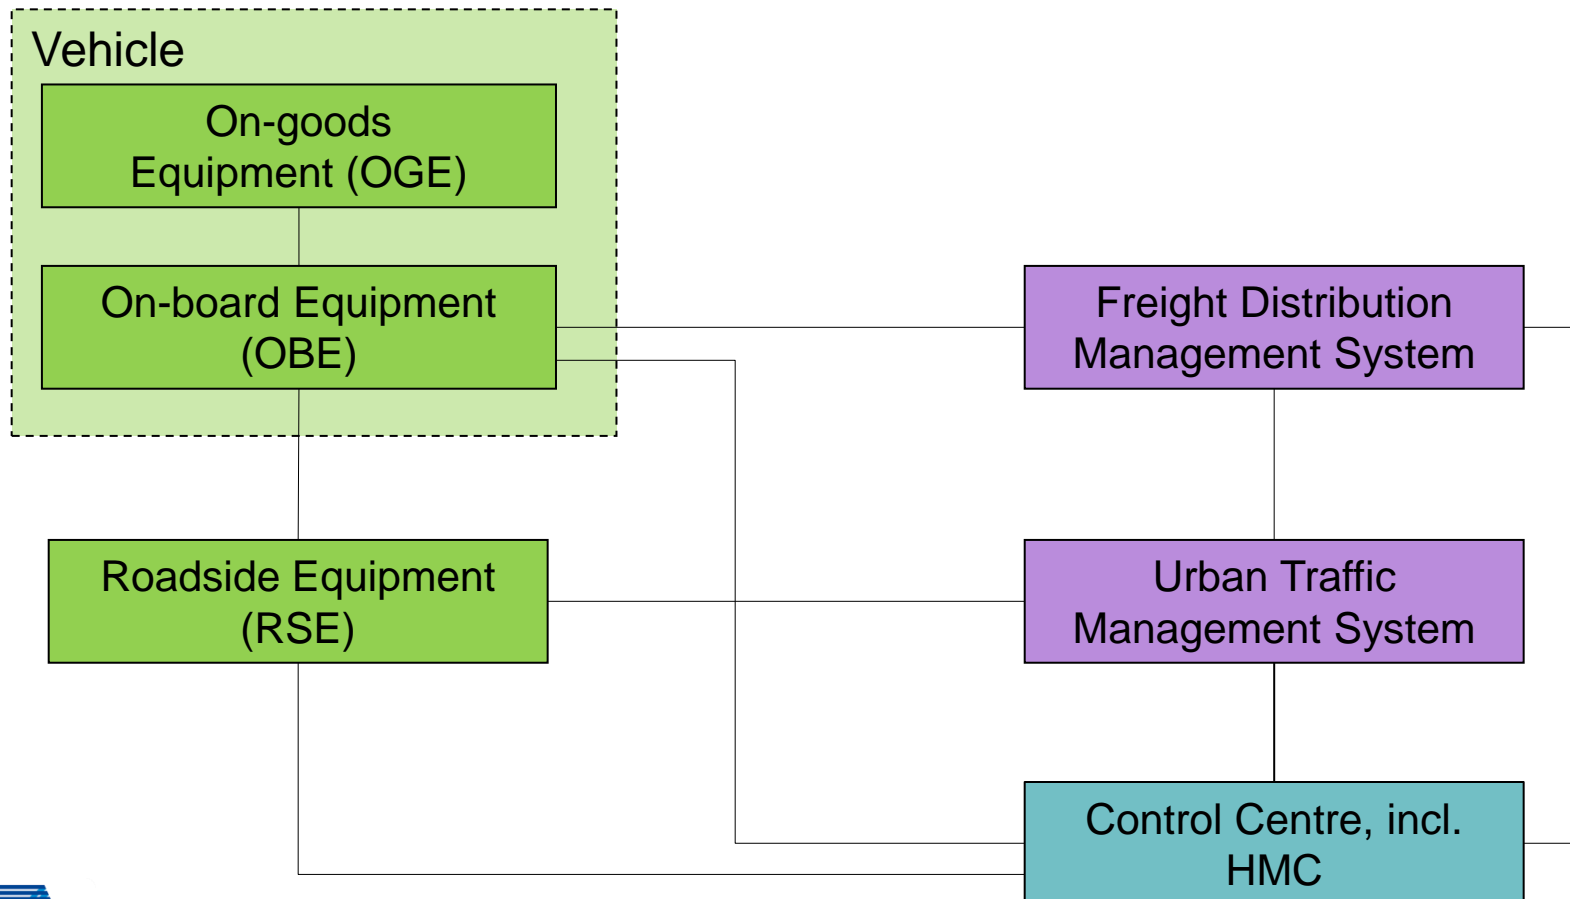 Vehicle
On-goods
Equipment (OGE)
On-board Equipment
(OBE)
Freight Distribution
Management System
Roadside Equipment
(RSE)
Urban Traffic
Management System
Control Centre, incl.
HMC